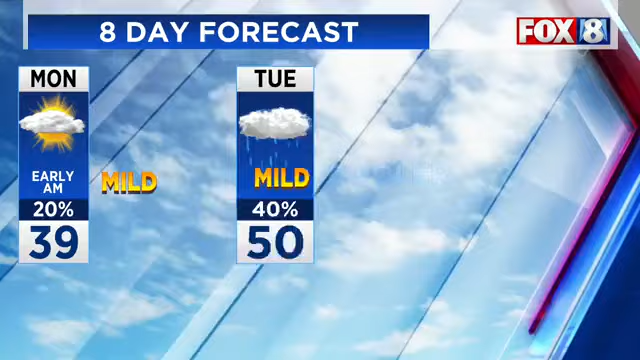 8 DAY FORECAST
FOX 8
MON
EARLY
AM
MILD
20%
39
TUE
MILD
40%
50